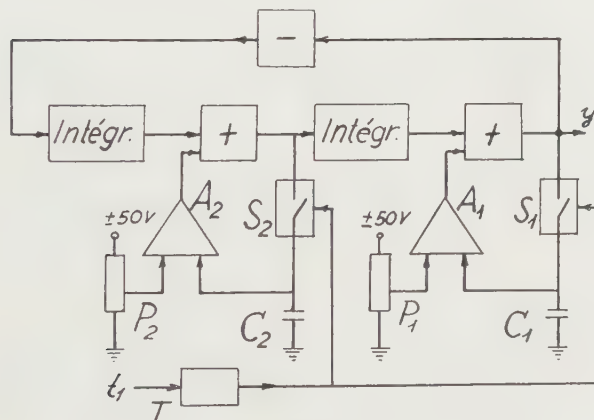 −
Intégr.
+
Intégr.
+
y
A₂
S₂
A₁
S₁
±50V
±50V
P₂
C₂
P₁
C₁
t₁
T